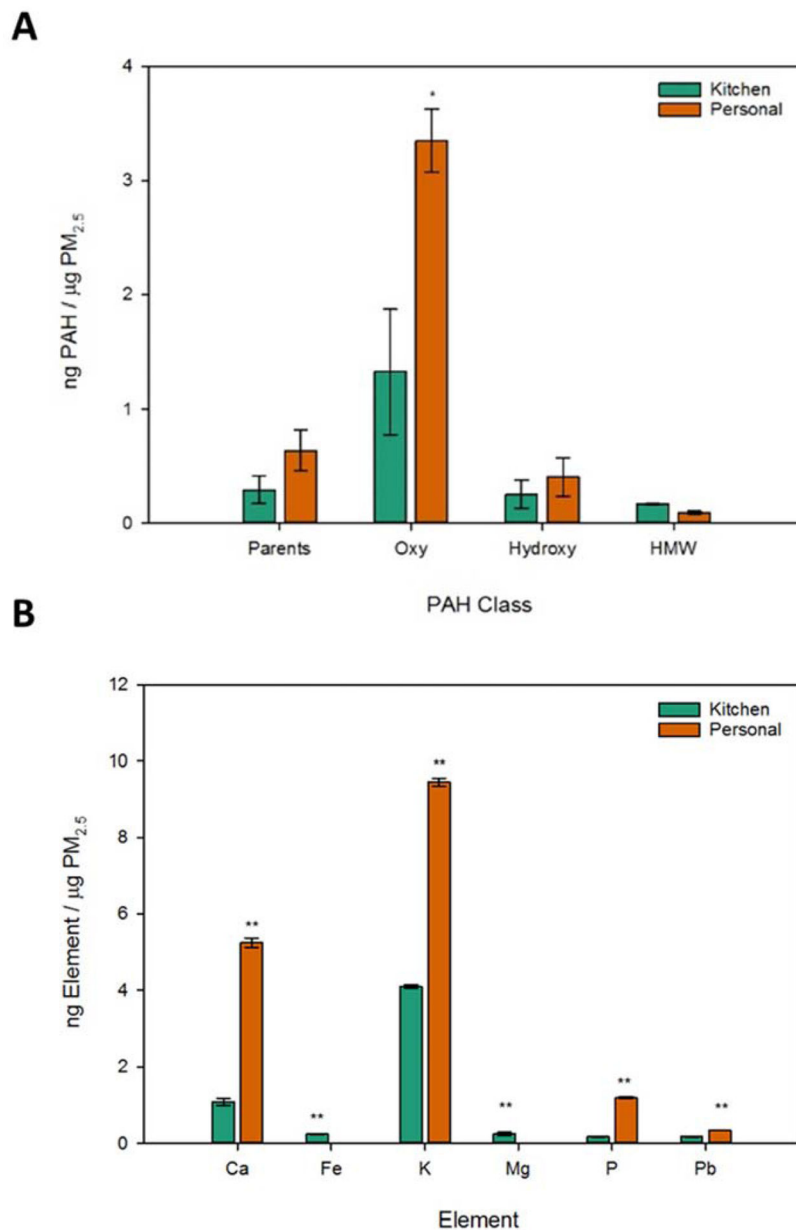 A
4
3
2
1
0
ng PAH / μg PM2.5
Kitchen
Personal
*
Parents Oxy Hydroxy HMW
PAH Class
B
12
10
8
6
4
2
0
ng Element / μg PM2.5
Kitchen
Personal
**
**
**
**
**
**
Ca Fe K Mg P Pb
Element